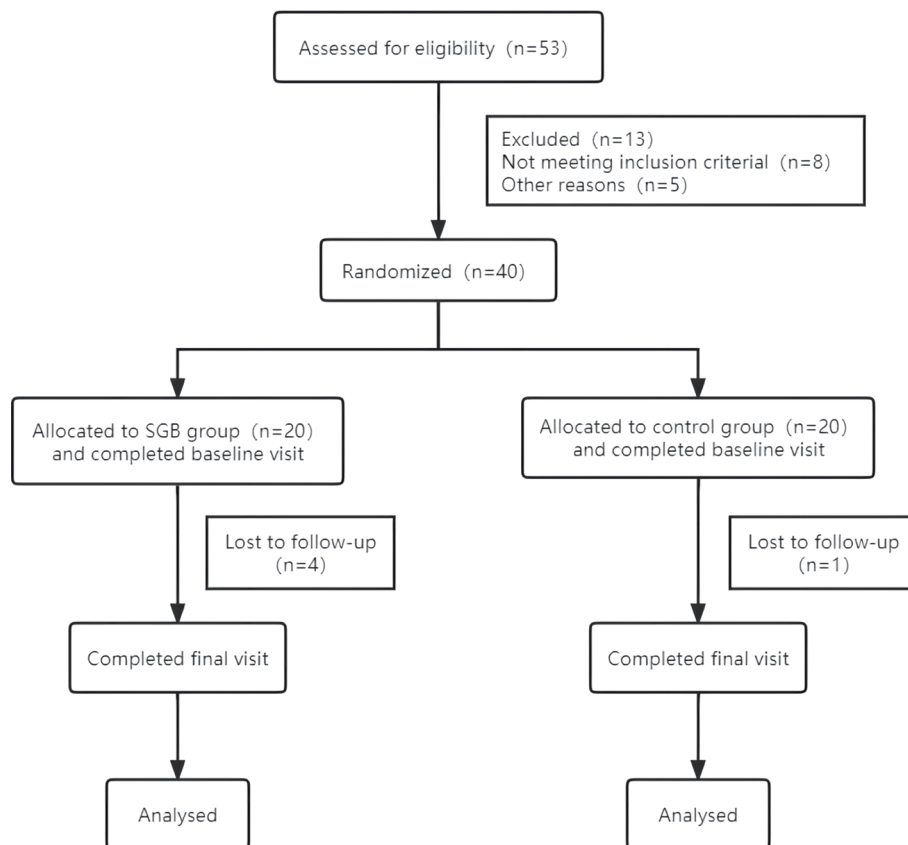 Assessed for eligibility（n=53）
Excluded（n=13）
Not meeting inclusion criterial（n=8）
Other reasons（n=5）
Randomized（n=40）
Allocated to SGB group（n=20）
and completed baseline visit
Allocated to control group（n=20）
and completed baseline visit
Lost to follow-up
（n=4）
Lost to follow-up
（n=1）
Completed final visit
Completed final visit
Analysed
Analysed